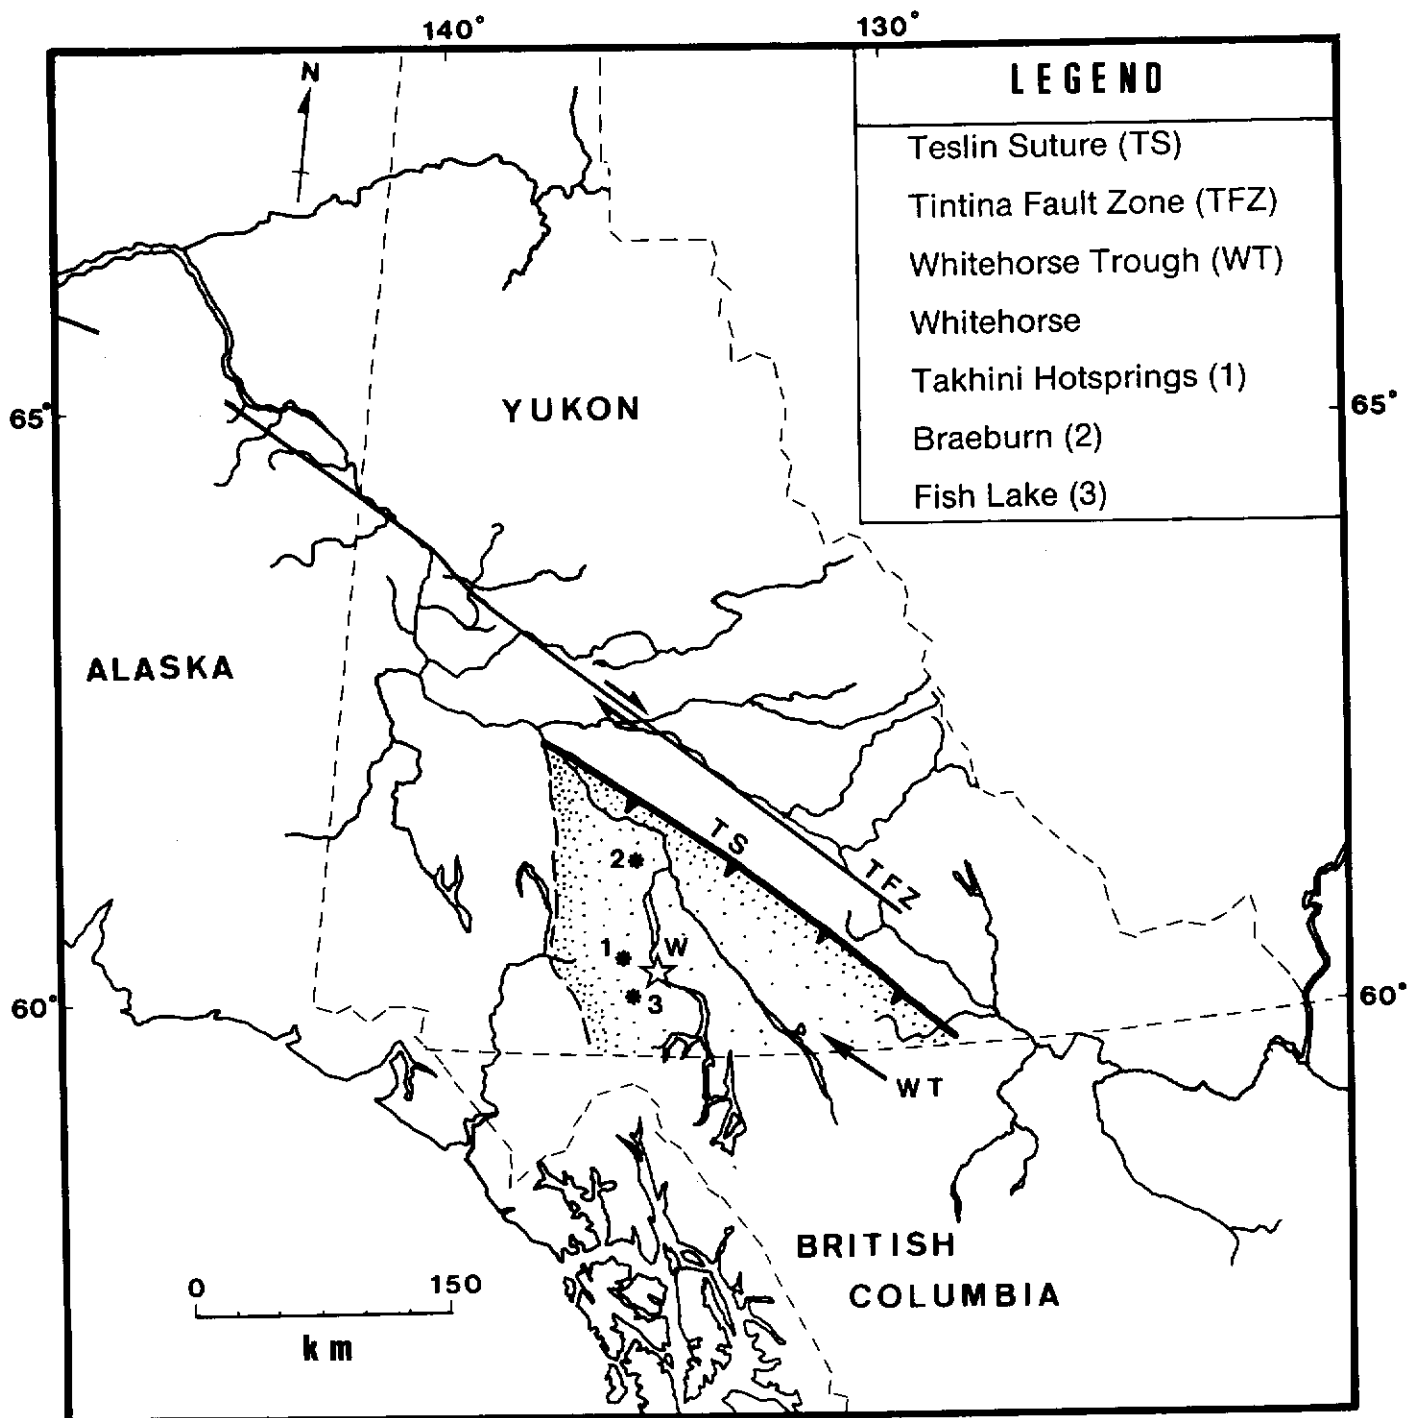 140°
130°
N
LEGEND
Teslin Suture (TS)
Tintina Fault Zone (TFZ)
Whitehorse Trough (WT)
Whitehorse
Takhini Hotsprings (1)
Braeburn (2)
Fish Lake (3)
65°
YUKON
65°
ALASKA
TS
2
TFZ
1
W
3
60°
60°
WT
BRITISH
COLUMBIA
0 150
km